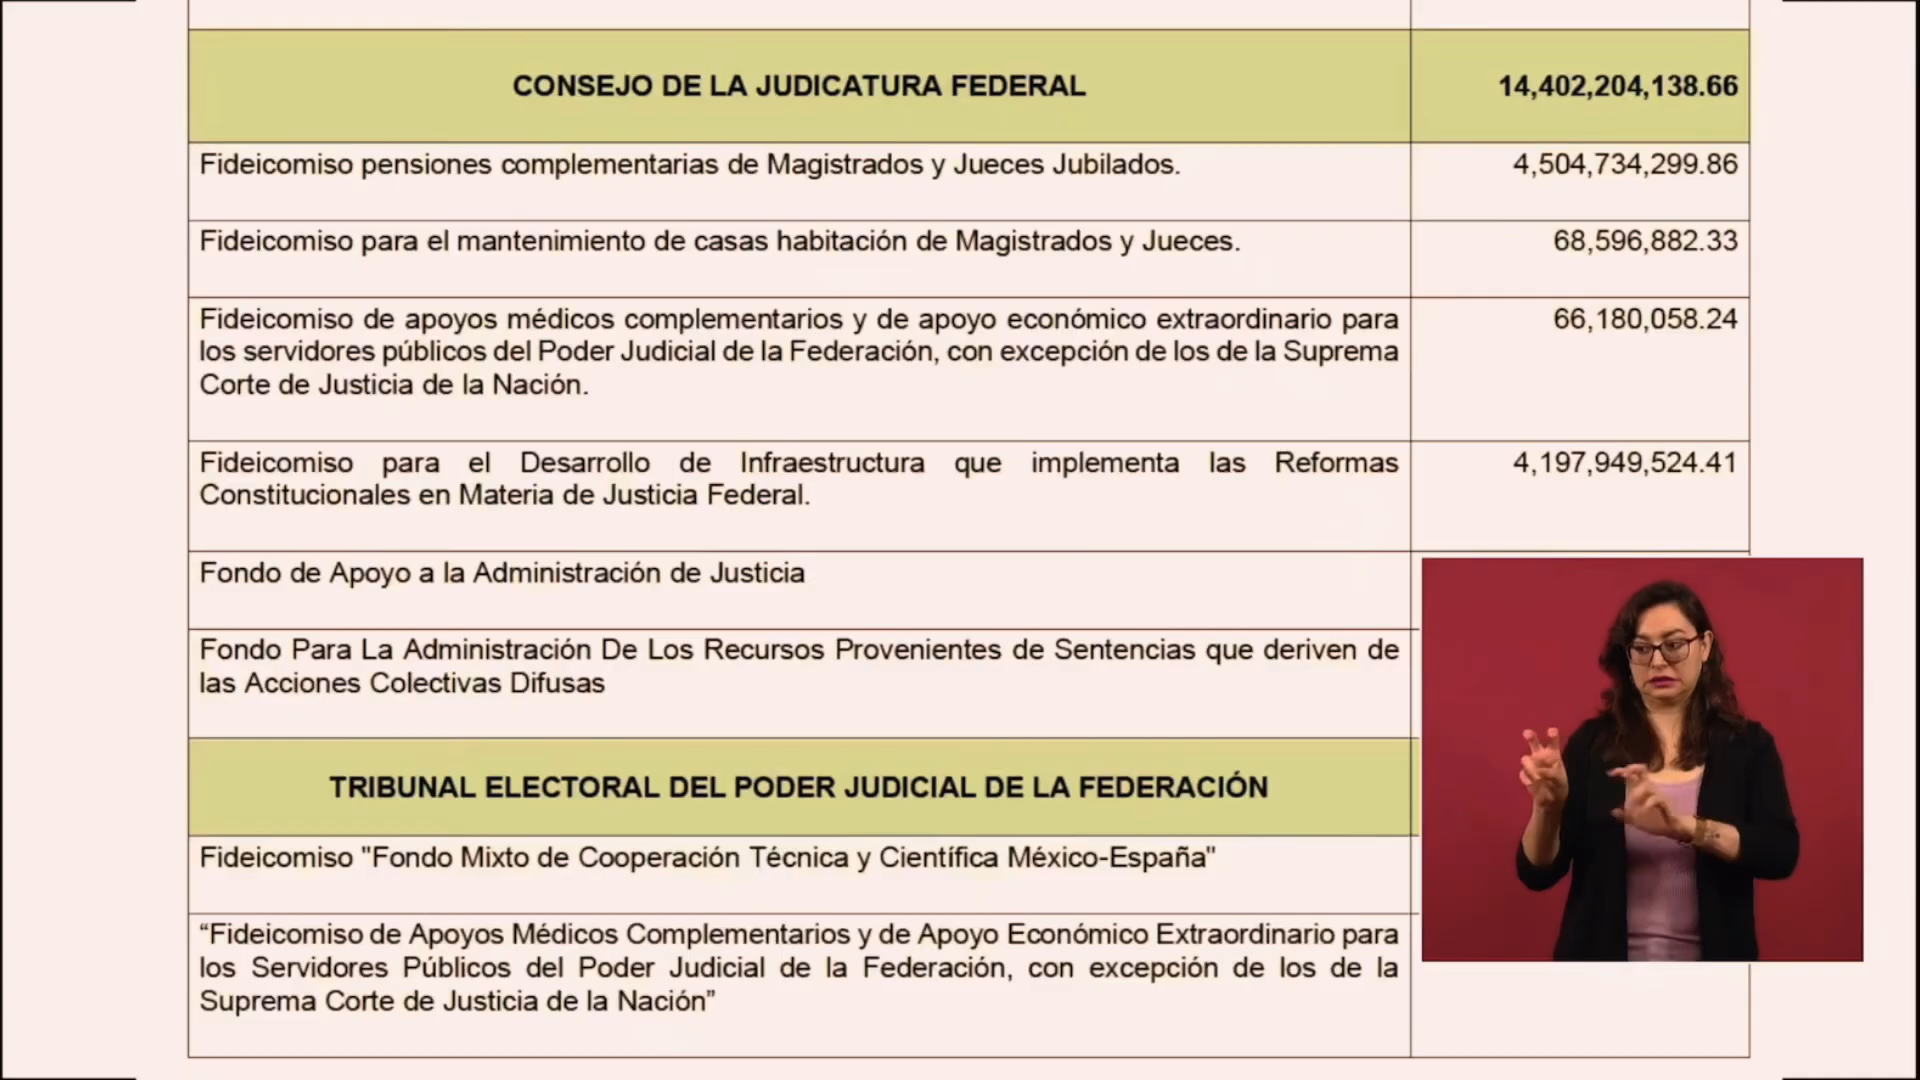 CONSEJO DE LA JUDICATURA FEDERAL 14,402,204,138.66
Fideicomiso pensiones complementarias de Magistrados y Jueces Jubilados. 4,504,734,299.86
Fideicomiso para el mantenimiento de casas habitación de Magistrados y Jueces. 68,596,882.33
Fideicomiso de apoyos médicos complementarios y de apoyo económico extraordinario para 66,180,058.24
los servidores públicos del Poder Judicial de la Federación, con excepción de los de la Suprema
Corte de Justicia de la Nación.
Fideicomiso para el Desarrollo de Infraestructura que implementa las Reformas 4,197,949,524.41
Constitucionales en Materia de Justicia Federal.
Fondo de Apoyo a la Administración de Justicia
Fondo Para La Administración De Los Recursos Provenientes de Sentencias que deriven de
las Acciones Colectivas Difusas
TRIBUNAL ELECTORAL DEL PODER JUDICIAL DE LA FEDERACIÓN
Fideicomiso "Fondo Mixto de Cooperación Técnica y Científica México-España"
“Fideicomiso de Apoyos Médicos Complementarios y de Apoyo Económico Extraordinario para
los Servidores Públicos del Poder Judicial de la Federación, con excepción de los de la
Suprema Corte de Justicia de la Nación”